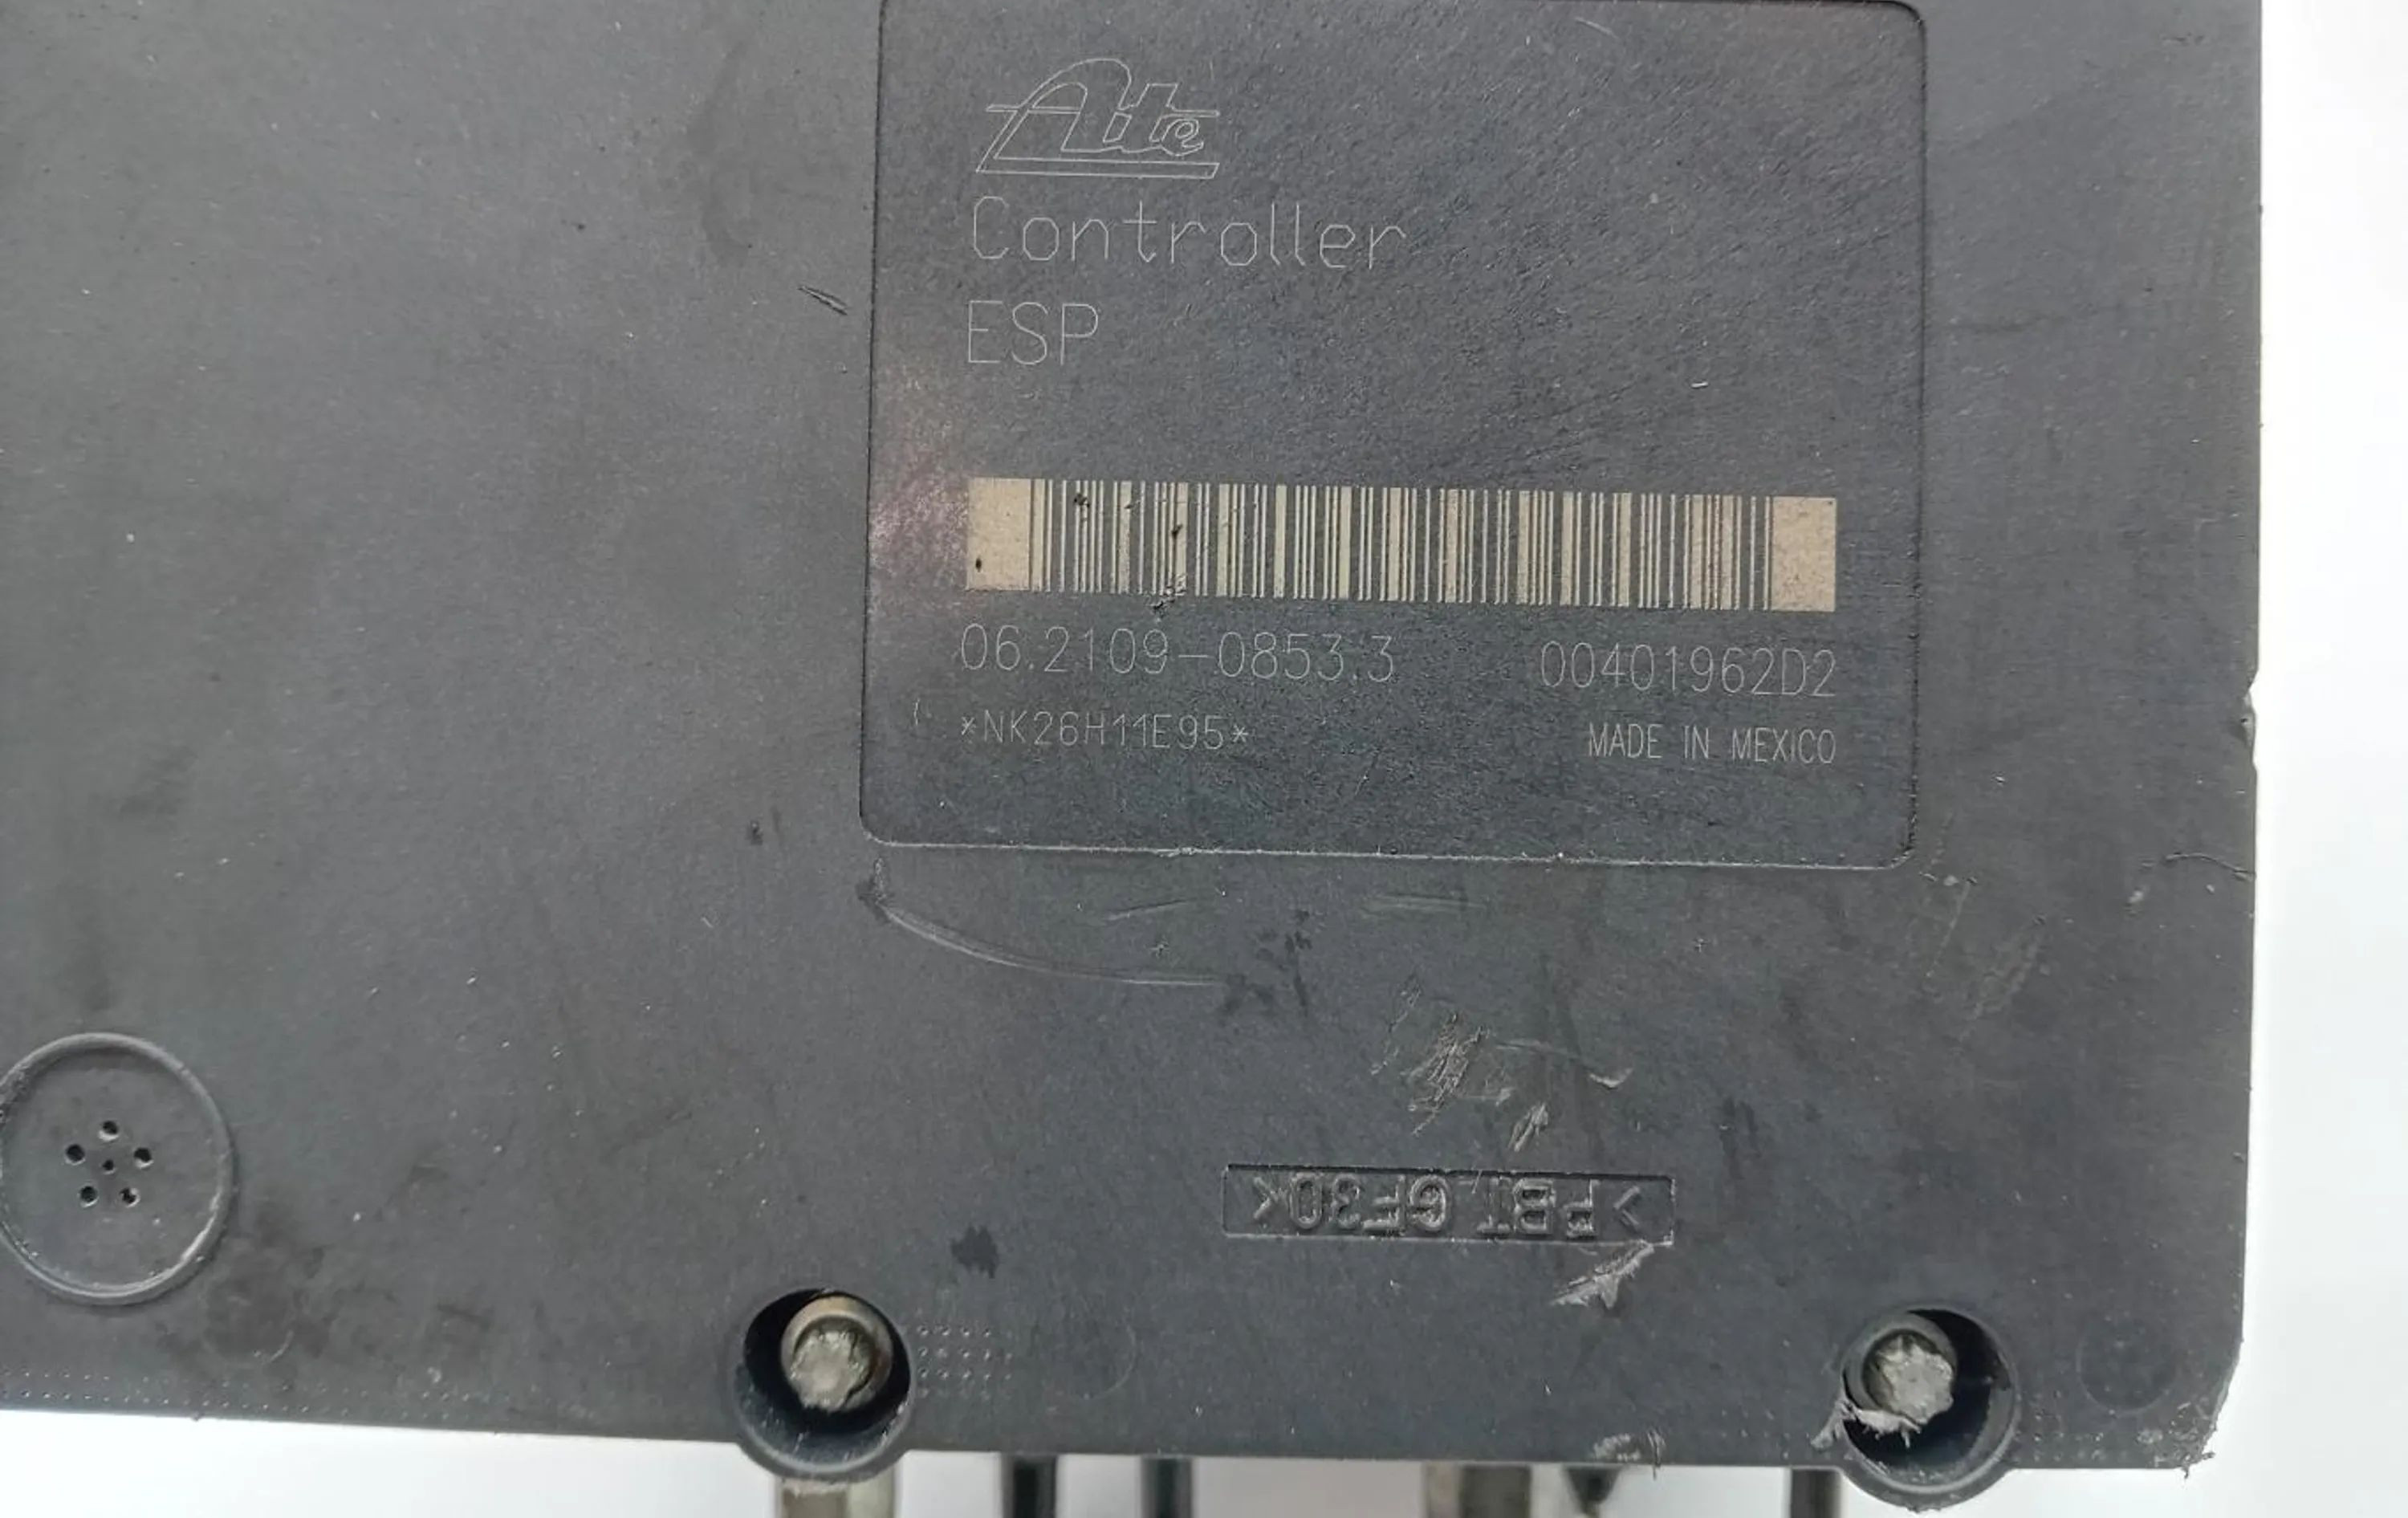 Ate
Controller
ESP
06.2109-0853.3 00401962D2
*NK26H11E95* MADE IN MEXICO
>PBT GF30<